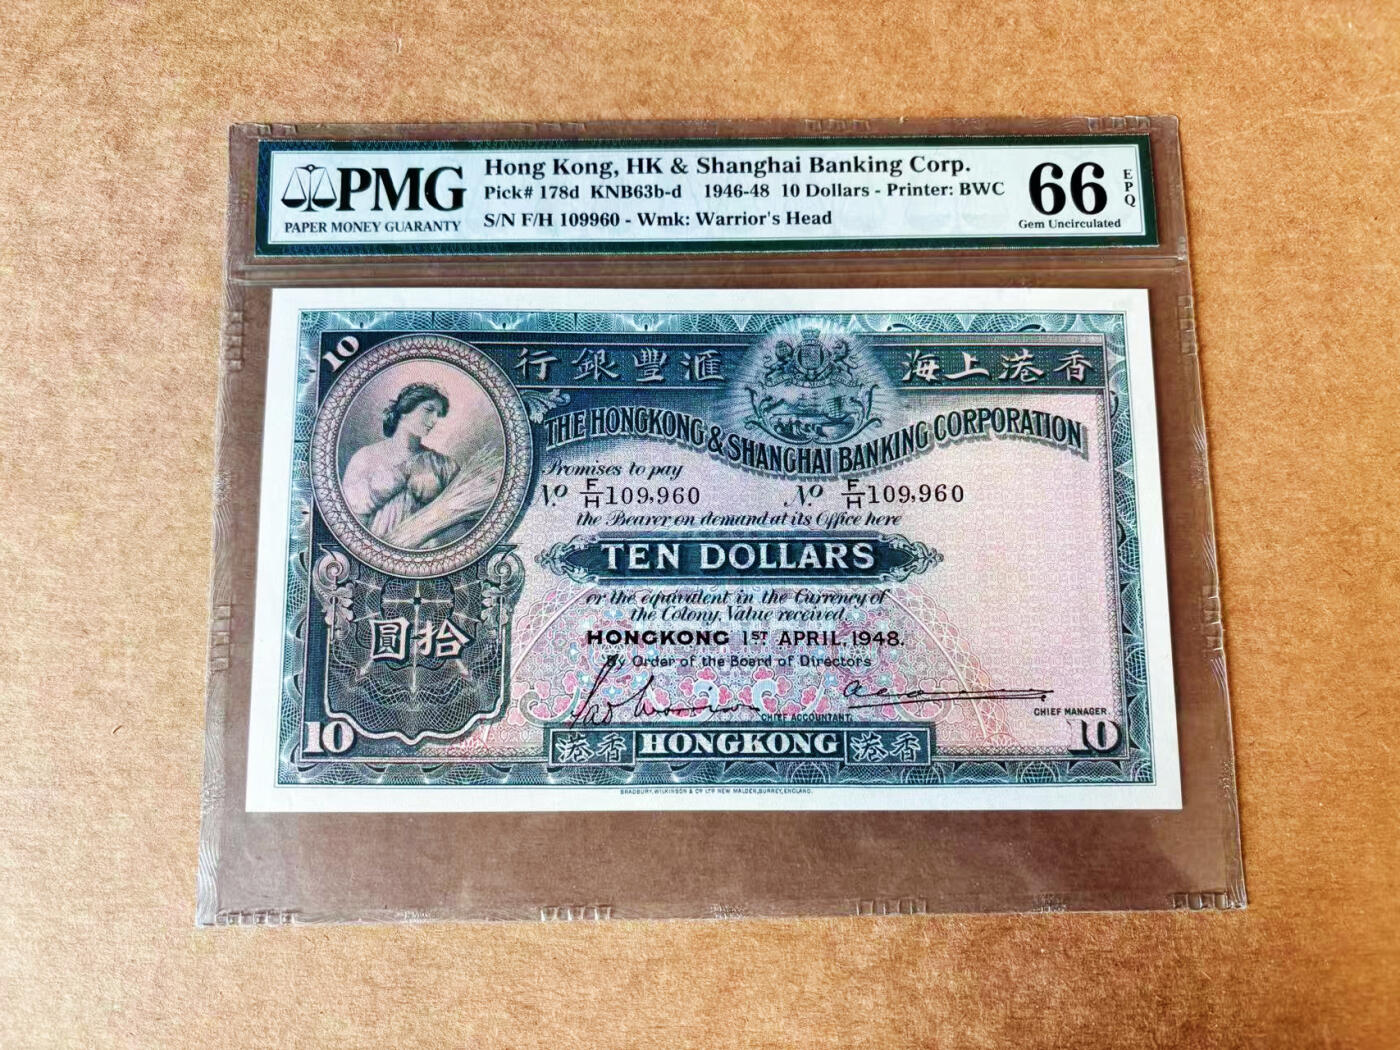 PMG
PAPER MONEY GUARANTY
Hong Kong, HK & Shanghai Banking Corp.
Pick# 178d KNB63b-d 1946-48 10 Dollars - Printer: BWC
S/N F/H 109960 - Wmk: Warrior's Head
66
EPQ
Gem Uncirculated
10
行銀豐滙 海上港香
THE HONGKONG & SHANGHAI BANKING CORPORATION
Promises to pay
No. F/H 109,960 No. F/H 109,960
the Bearer on demand at its Office here
TEN DOLLARS
or the equivalent in the Currency of
the Colony, Value received
HONGKONG 1ST APRIL, 1948.
By Order of the Board of Directors
圓拾
CHIEF ACCOUNTANT.
CHIEF MANAGER.
10 港香 HONGKONG 港香 10
BRADBURY, WILKINSON & CO LTD NEW MALDEN, SURREY, ENGLAND.